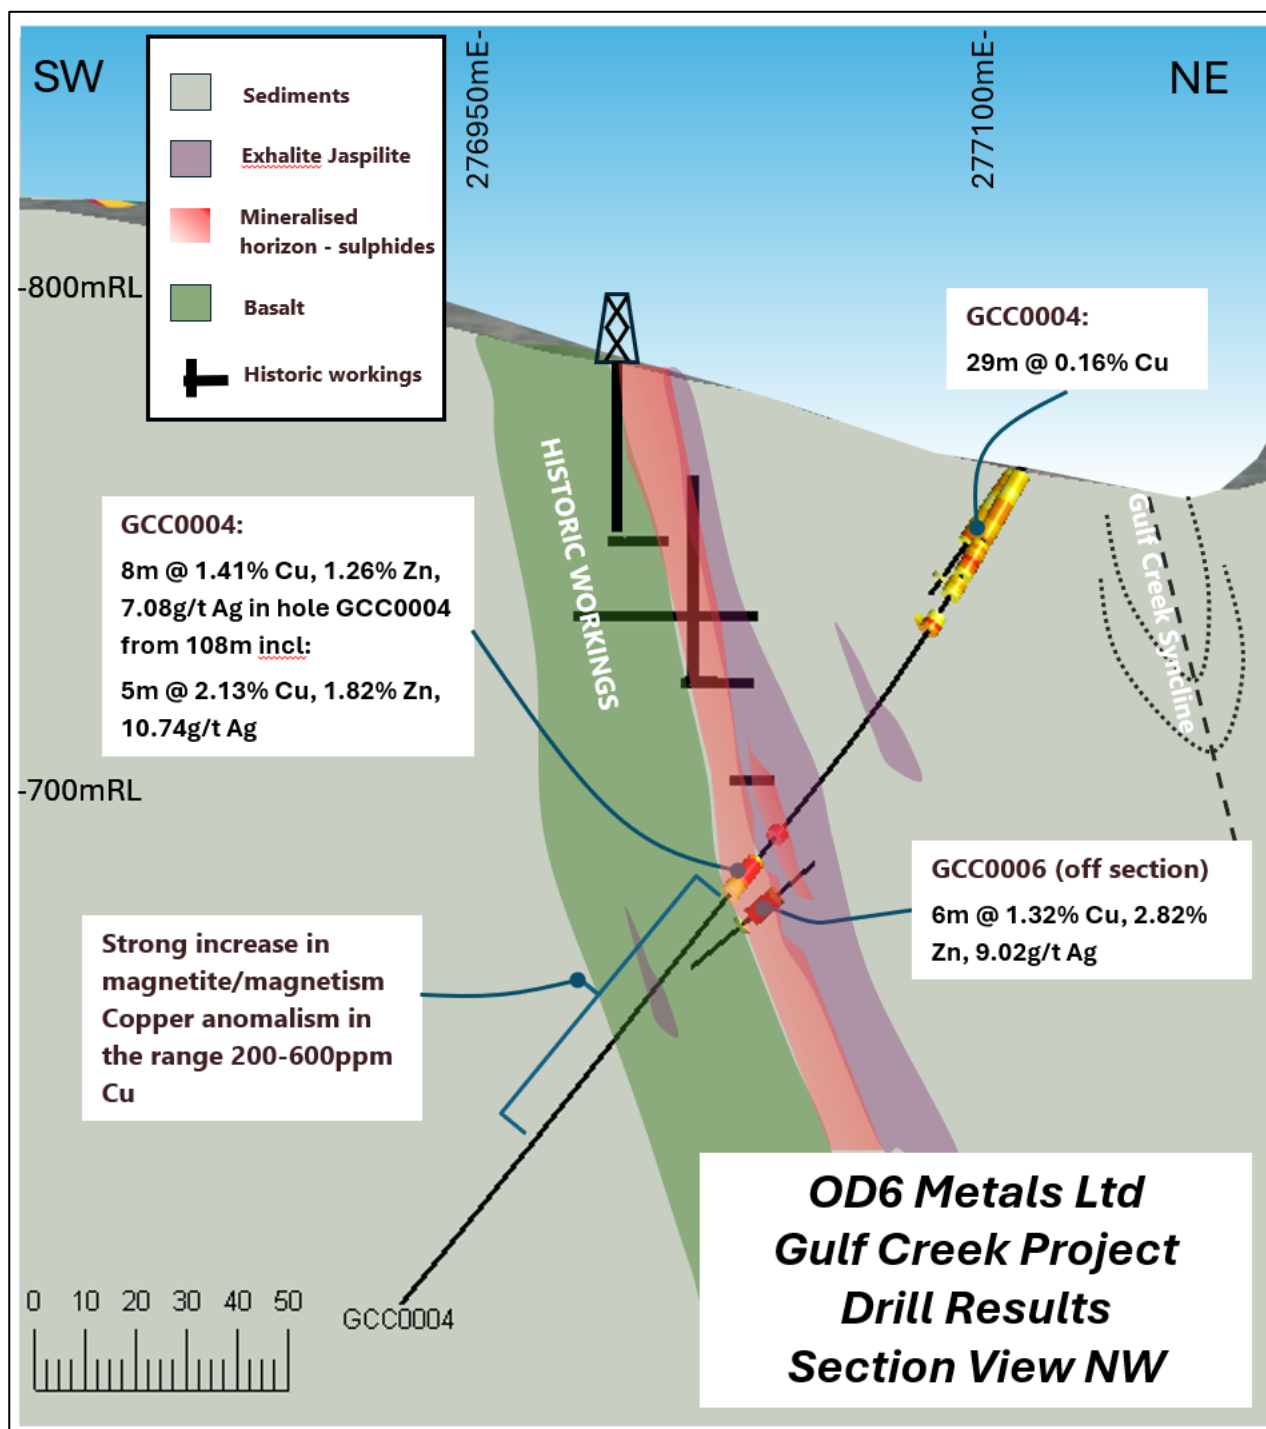 SW
276950mE-
277100mE-
NE
Sediments
Exhalite Jaspilite
Mineralised
horizon - sulphides
Basalt
Historic workings
-800mRL
GCC0004:
29m @ 0.16% Cu
HISTORIC WORKINGS
Gulf Creek Syncline
GCC0004:
8m @ 1.41% Cu, 1.26% Zn,
7.08g/t Ag in hole GCC0004
from 108m incl:
5m @ 2.13% Cu, 1.82% Zn,
10.74g/t Ag
-700mRL
GCC0006 (off section)
6m @ 1.32% Cu, 2.82%
Zn, 9.02g/t Ag
Strong increase in
magnetite/magnetism
Copper anomalism in
the range 200-600ppm
Cu
OD6 Metals Ltd
Gulf Creek Project
Drill Results
Section View NW
0 10 20 30 40 50
GCC0004